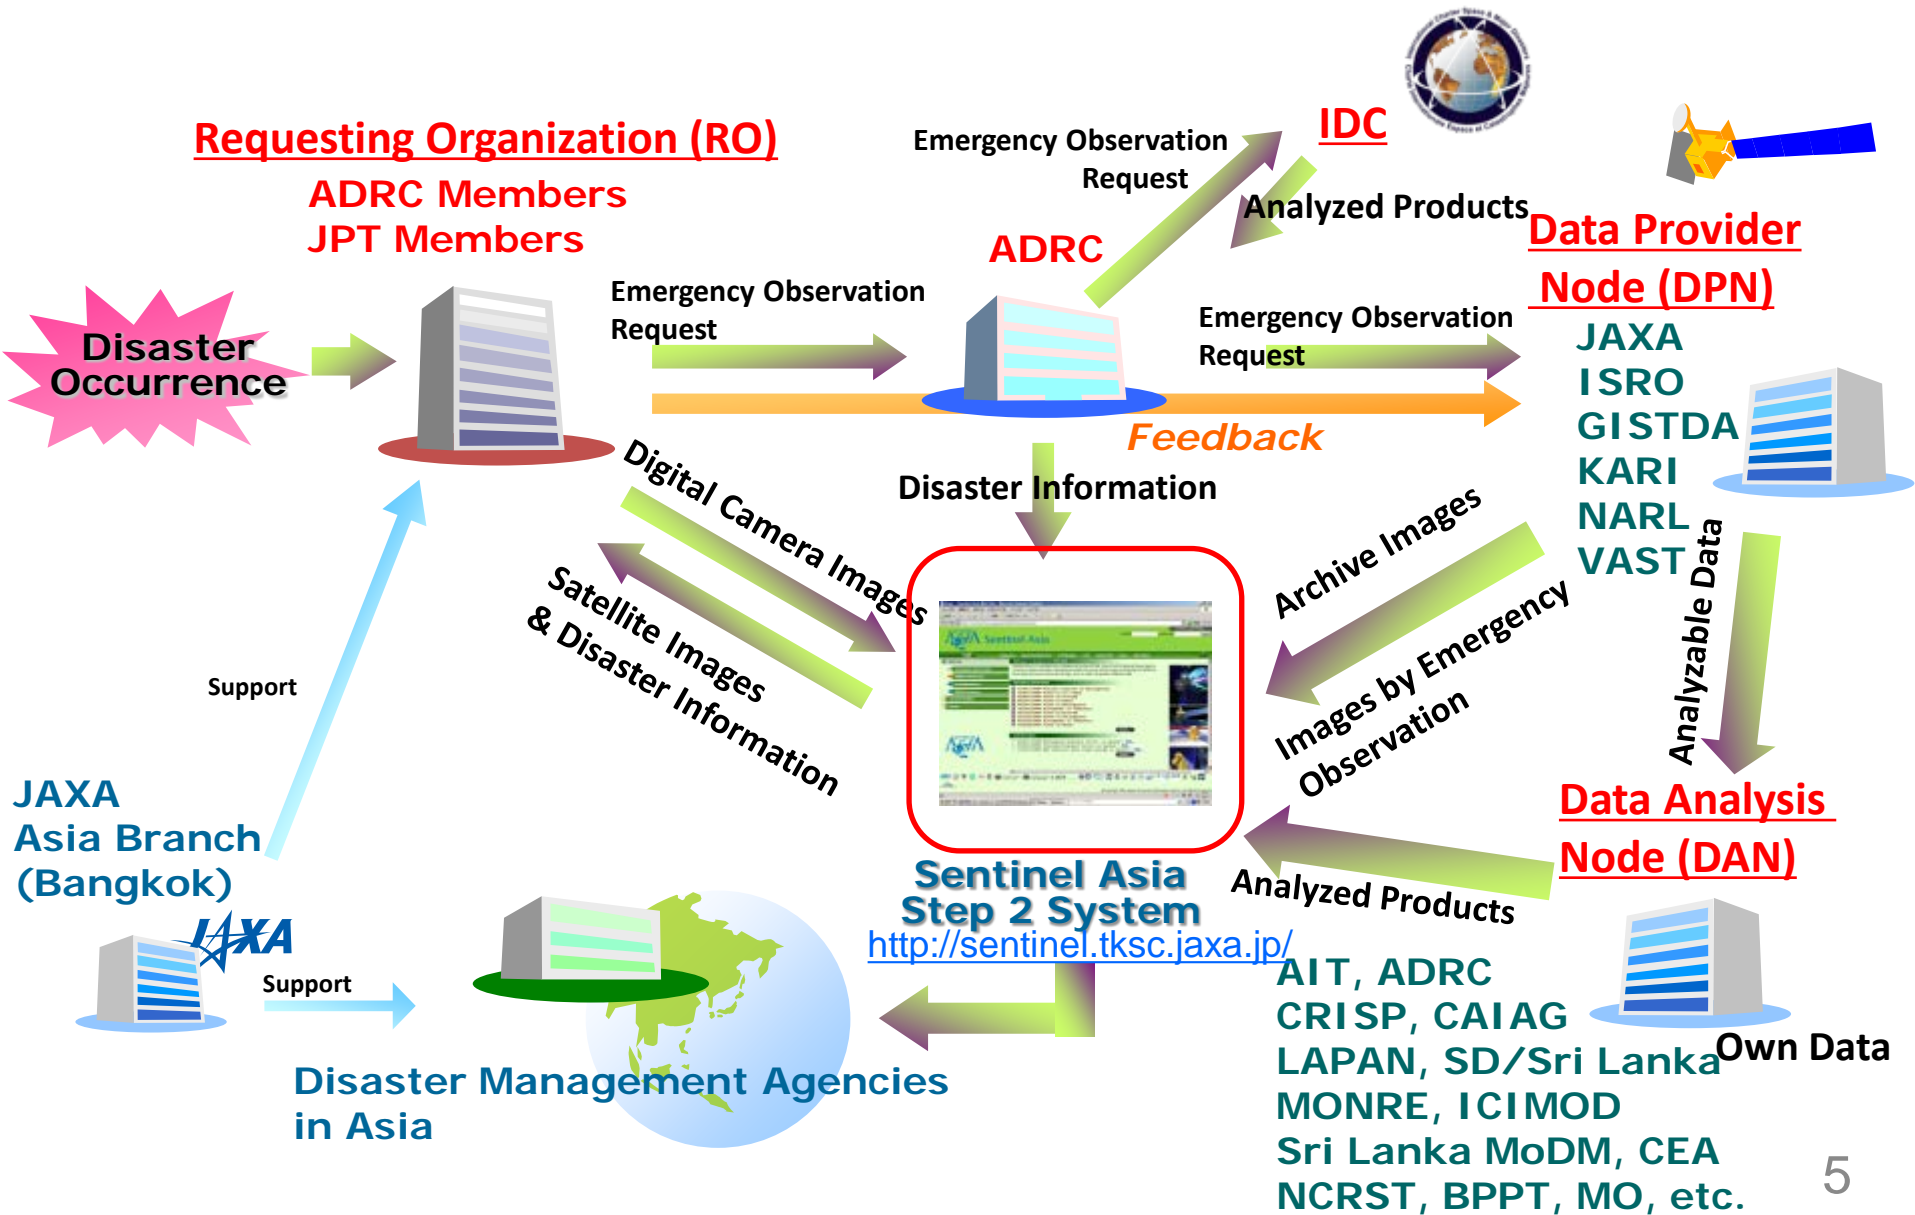 Requesting Organization (RO)
ADRC Members
JPT Members
Disaster
Occurrence
Emergency Observation
Request
ADRC
Emergency Observation
Request
IDC
Analyzed Products
Emergency Observation
Request
Feedback
Data Provider
Node (DPN)
JAXA
ISRO
GISTDA
KARI
NARL
VAST
Disaster Information
Digital Camera Images
Satellite Images
& Disaster Information
Archive Images
Images by Emergency
Observation
Analyzable Data
Sentinel Asia
Support
JAXA
Asia Branch
(Bangkok)
JAXA
Support
Sentinel Asia
Step 2 System
http://sentinel.tksc.jaxa.jp/
Disaster Management Agencies
in Asia
Data Analysis
Node (DAN)
Analyzed Products
AIT, ADRC
CRISP, CAIAG
LAPAN, SD/Sri Lanka
MONRE, ICIMOD
Sri Lanka MoDM, CEA
NCRST, BPPT, MO, etc.
Own Data
5